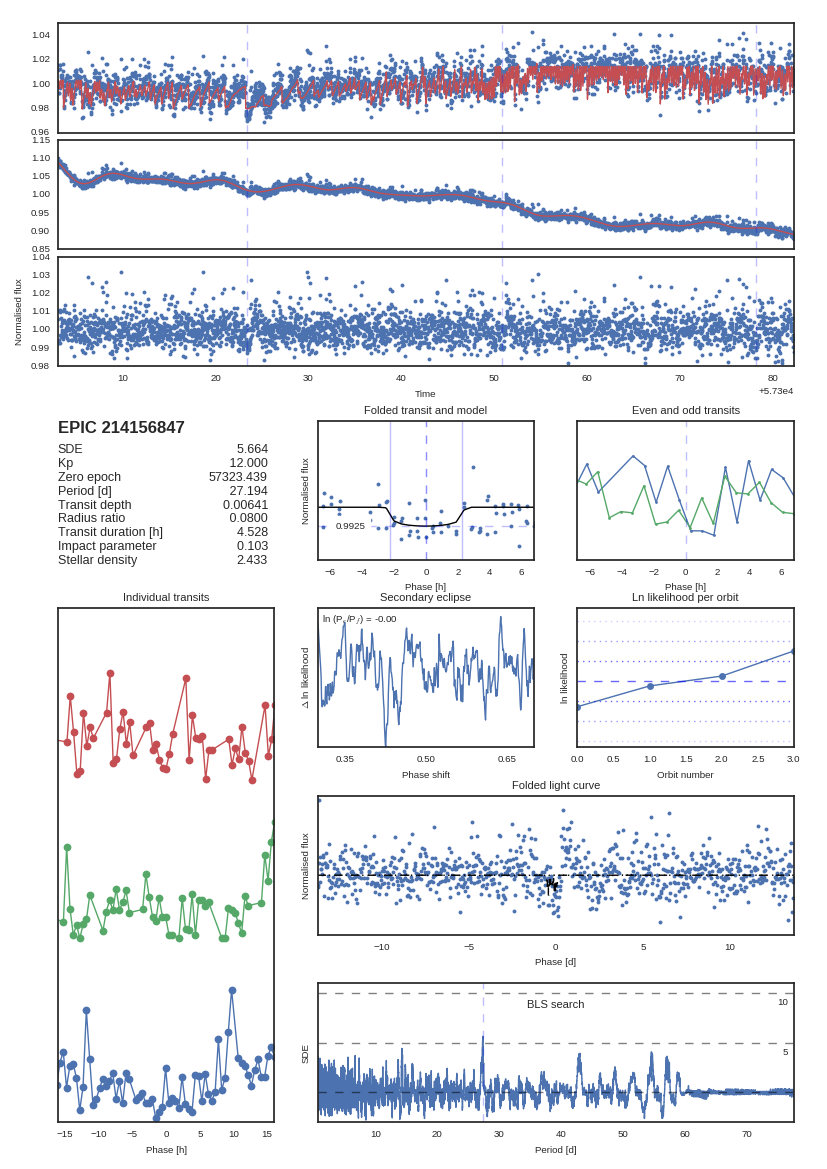 1.04
1.02
1.00
0.98
0.96
1.15
1.10
1.05
1.00
0.95
0.90
0.85
1.04
1.03
1.02
1.01
1.00
0.99
0.98
Normalised flux
10 20 30 40 50 60 70 80
Time
+5.73e4
EPIC 214156847
SDE 5.664
Kp 12.000
Zero epoch 57323.439
Period [d] 27.194
Transit depth 0.00641
Radius ratio 0.0800
Transit duration [h] 4.528
Impact parameter 0.103
Stellar density 2.433
Folded transit and model
Normalised flux
0.9925
−6 −4 −2 0 2 4 6
Phase [h]
Even and odd transits
−6 −4 −2 0 2 4 6
Phase [h]
Individual transits
−15 −10 −5 0 5 10 15
Phase [h]
Secondary eclipse
Δ ln likelihood
0.35 0.50 0.65
Phase shift
Ln likelihood per orbit
ln likelihood
0.0 0.5 1.0 1.5 2.0 2.5 3.0
Orbit number
Folded light curve
Normalised flux
−10 −5 0 5 10
Phase [d]
BLS search
SDE
10
5
10 20 30 40 50 60 70
Period [d]